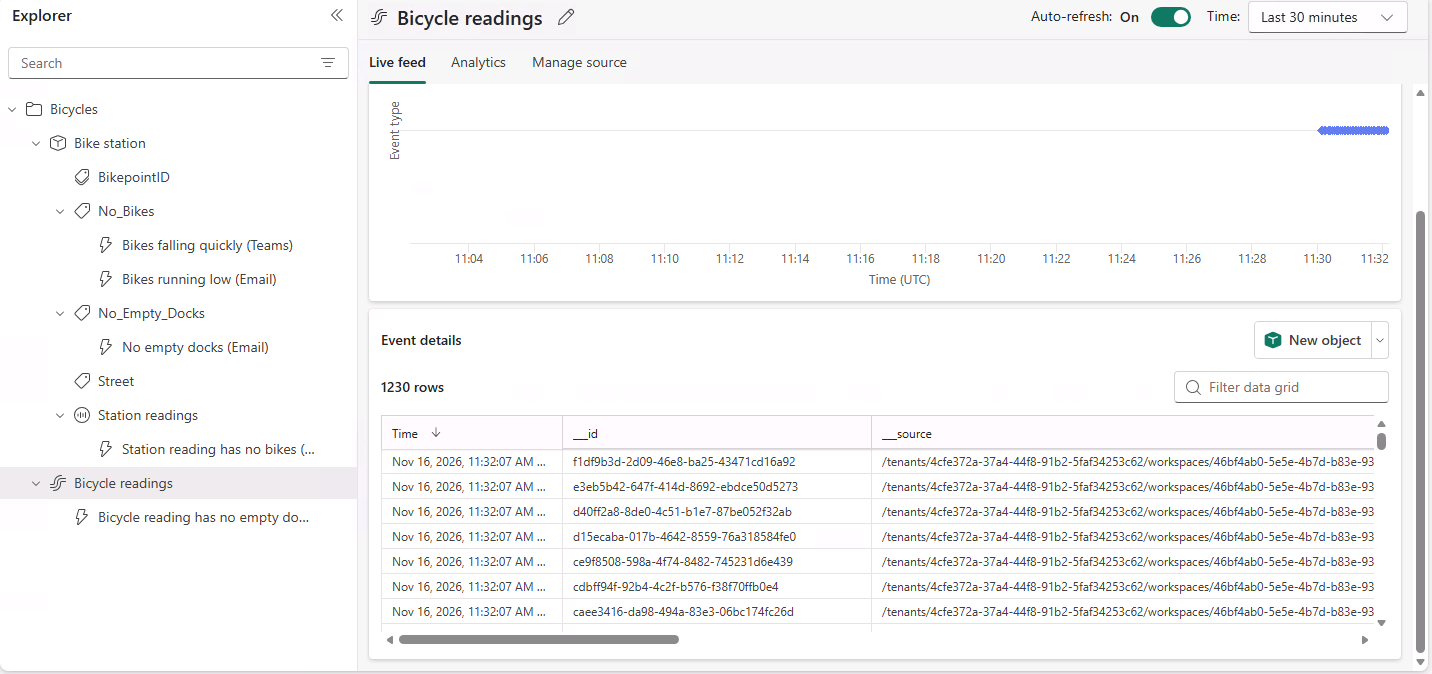 Explorer
Search
Bicycles
Bike station
BikepointID
No_Bikes
Bikes falling quickly (Teams)
Bikes running low (Email)
No_Empty_Docks
No empty docks (Email)
Street
Station readings
Station reading has no bikes (...
Bicycle readings
Bicycle reading has no empty do...
Bicycle readings
Auto-refresh: On
Time: Last 30 minutes
Live feed Analytics Manage source
Event type
11:04 11:06 11:08 11:10 11:12 11:14 11:16 11:18 11:20 11:22 11:24 11:26 11:28 11:30 11:32
Time (UTC)
Event details
New object
1230 rows
Filter data grid
Time __id __source
Nov 16, 2026, 11:32:07 AM ... f1df9b3d-2d09-46e8-ba25-43471cd16a92 /tenants/4cfe372a-37a4-44f8-91b2-5faf34253c62/workspaces/46bf4ab0-5e5e-4b7d-b83e-93
Nov 16, 2026, 11:32:07 AM ... e3eb5b42-647f-414d-8692-ebdce50d5273 /tenants/4cfe372a-37a4-44f8-91b2-5faf34253c62/workspaces/46bf4ab0-5e5e-4b7d-b83e-93
Nov 16, 2026, 11:32:07 AM ... d40ff2a8-8de0-4c51-b1e7-87be052f32ab /tenants/4cfe372a-37a4-44f8-91b2-5faf34253c62/workspaces/46bf4ab0-5e5e-4b7d-b83e-93
Nov 16, 2026, 11:32:07 AM ... d15ecaba-017b-4642-8559-76a318584fe0 /tenants/4cfe372a-37a4-44f8-91b2-5faf34253c62/workspaces/46bf4ab0-5e5e-4b7d-b83e-93
Nov 16, 2026, 11:32:07 AM ... ce9f8508-598a-4f74-8482-745231d6e439 /tenants/4cfe372a-37a4-44f8-91b2-5faf34253c62/workspaces/46bf4ab0-5e5e-4b7d-b83e-93
Nov 16, 2026, 11:32:07 AM ... cdbff94f-92b4-4c2f-b576-f38f70ffb0e4 /tenants/4cfe372a-37a4-44f8-91b2-5faf34253c62/workspaces/46bf4ab0-5e5e-4b7d-b83e-93
Nov 16, 2026, 11:32:07 AM ... caee3416-da98-494a-83e3-06bc174fc26d /tenants/4cfe372a-37a4-44f8-91b2-5faf34253c62/workspaces/46bf4ab0-5e5e-4b7d-b83e-93